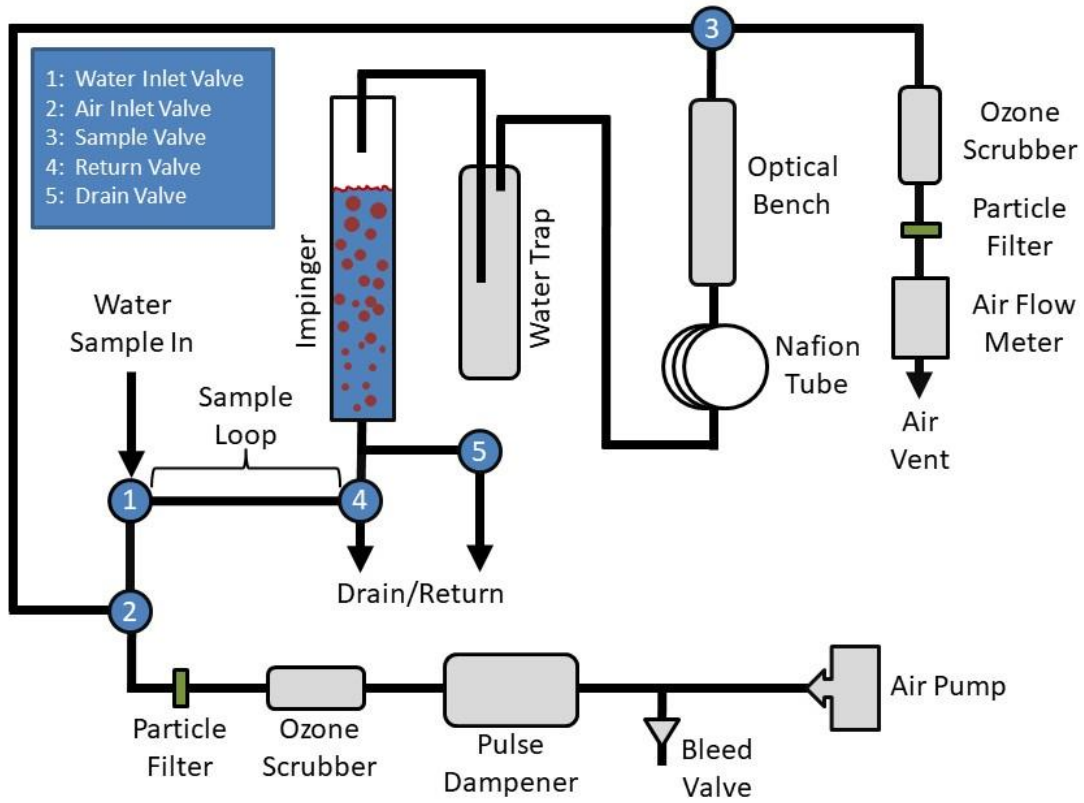 3
1: Water Inlet Valve
2: Air Inlet Valve
3: Sample Valve
4: Return Valve
5: Drain Valve
Impinger
Water Trap
Optical
Bench
Ozone
Scrubber
Particle
Filter
Air Flow
Meter
Air
Vent
Nafion
Tube
Water
Sample In
Sample
Loop
5
1
4
Drain/Return
2
Particle
Filter
Ozone
Scrubber
Pulse
Dampener
Bleed
Valve
Air Pump